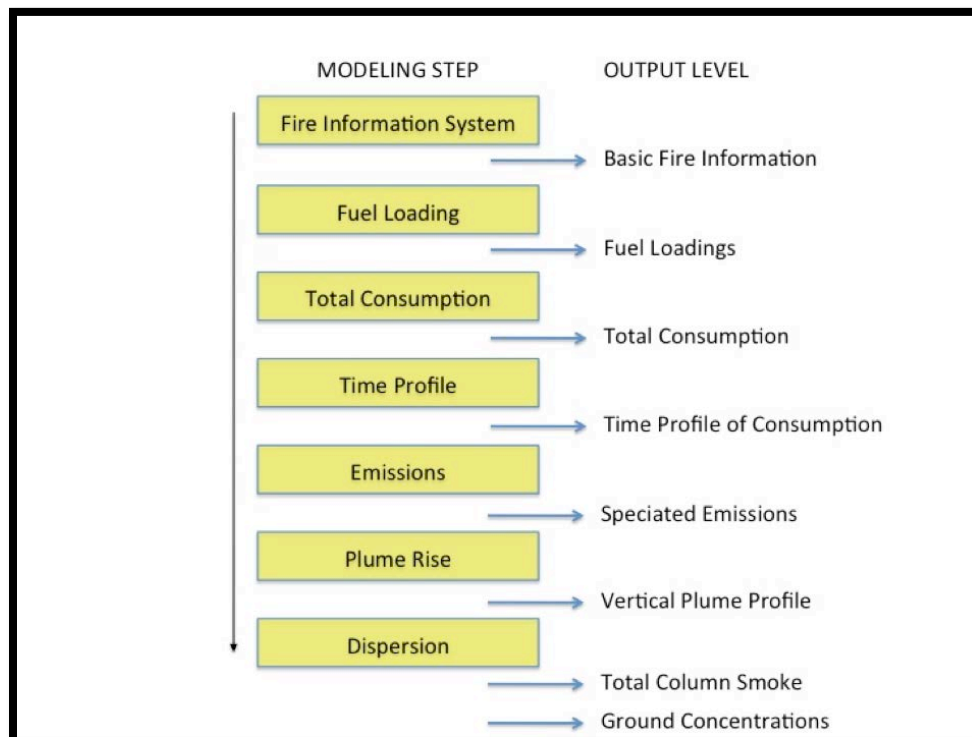 MODELING STEP OUTPUT LEVEL
Fire Information System
Basic Fire Information
Fuel Loading
Fuel Loadings
Total Consumption
Total Consumption
Time Profile
Time Profile of Consumption
Emissions
Speciated Emissions
Plume Rise
Vertical Plume Profile
Dispersion
Total Column Smoke
Ground Concentrations